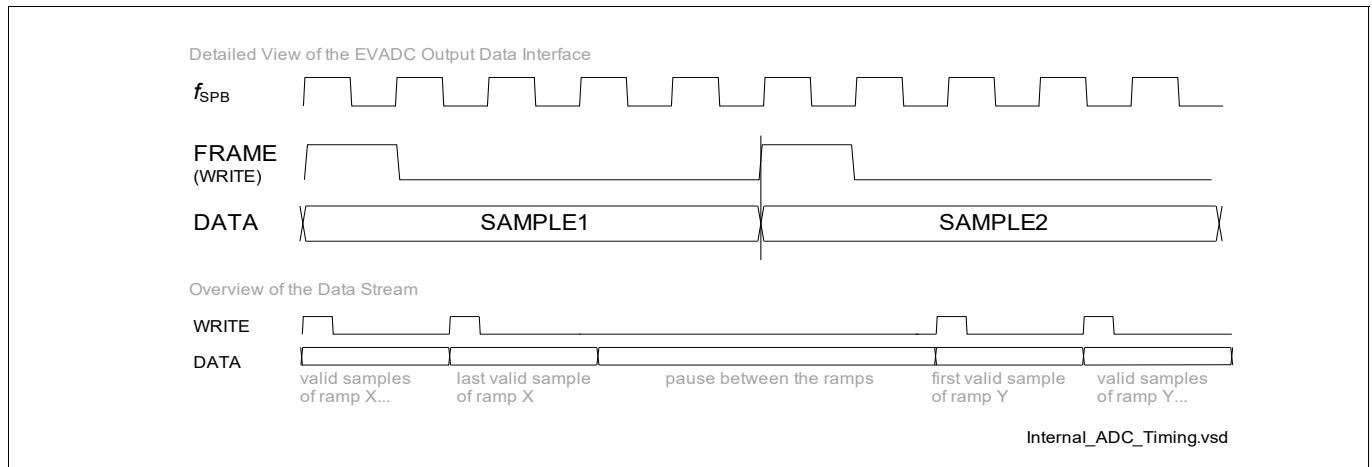 Detailed View of the EVADC Output Data Interface
fSPB
FRAME
(WRITE)
DATA
SAMPLE1
SAMPLE2
Overview of the Data Stream
WRITE
DATA
valid samples
of ramp X...
last valid sample
of ramp X
pause between the ramps
first valid sample
of ramp Y
valid samples
of ramp Y...
Internal_ADC_Timing.vsd